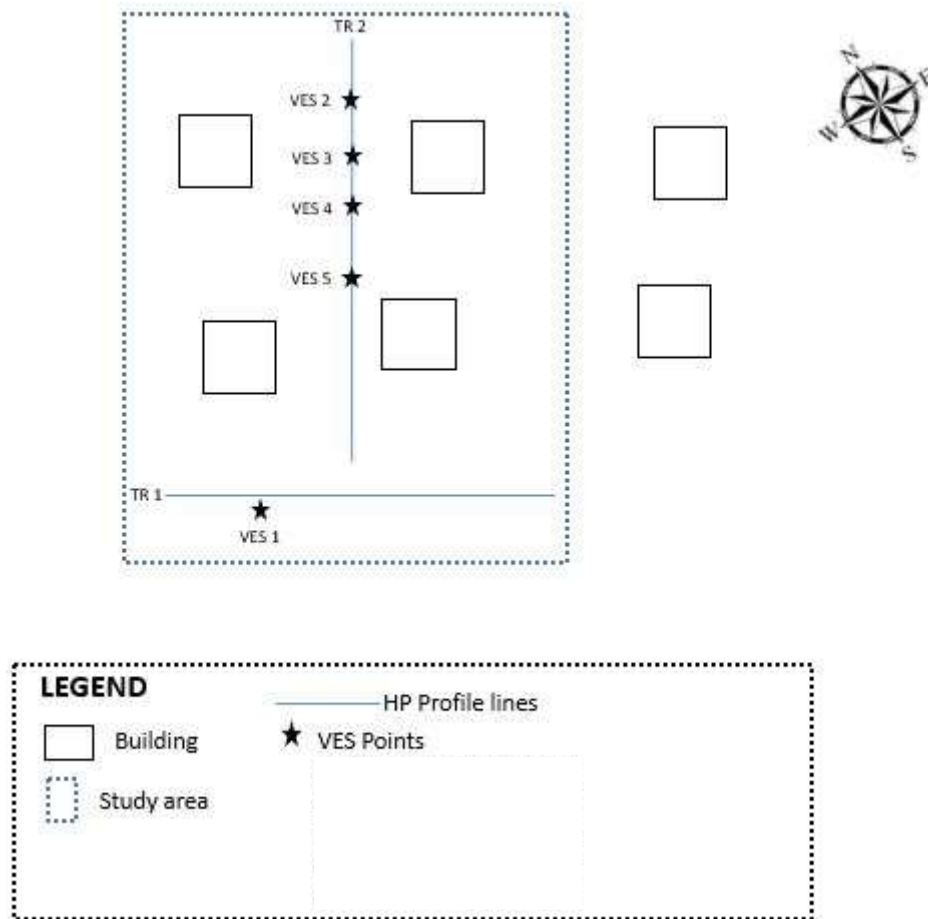 TR 2
VES 2
VES 3
VES 4
VES 5
TR 1
VES 1
N
E
W
S
LEGEND
HP Profile lines
Building
VES Points
Study area